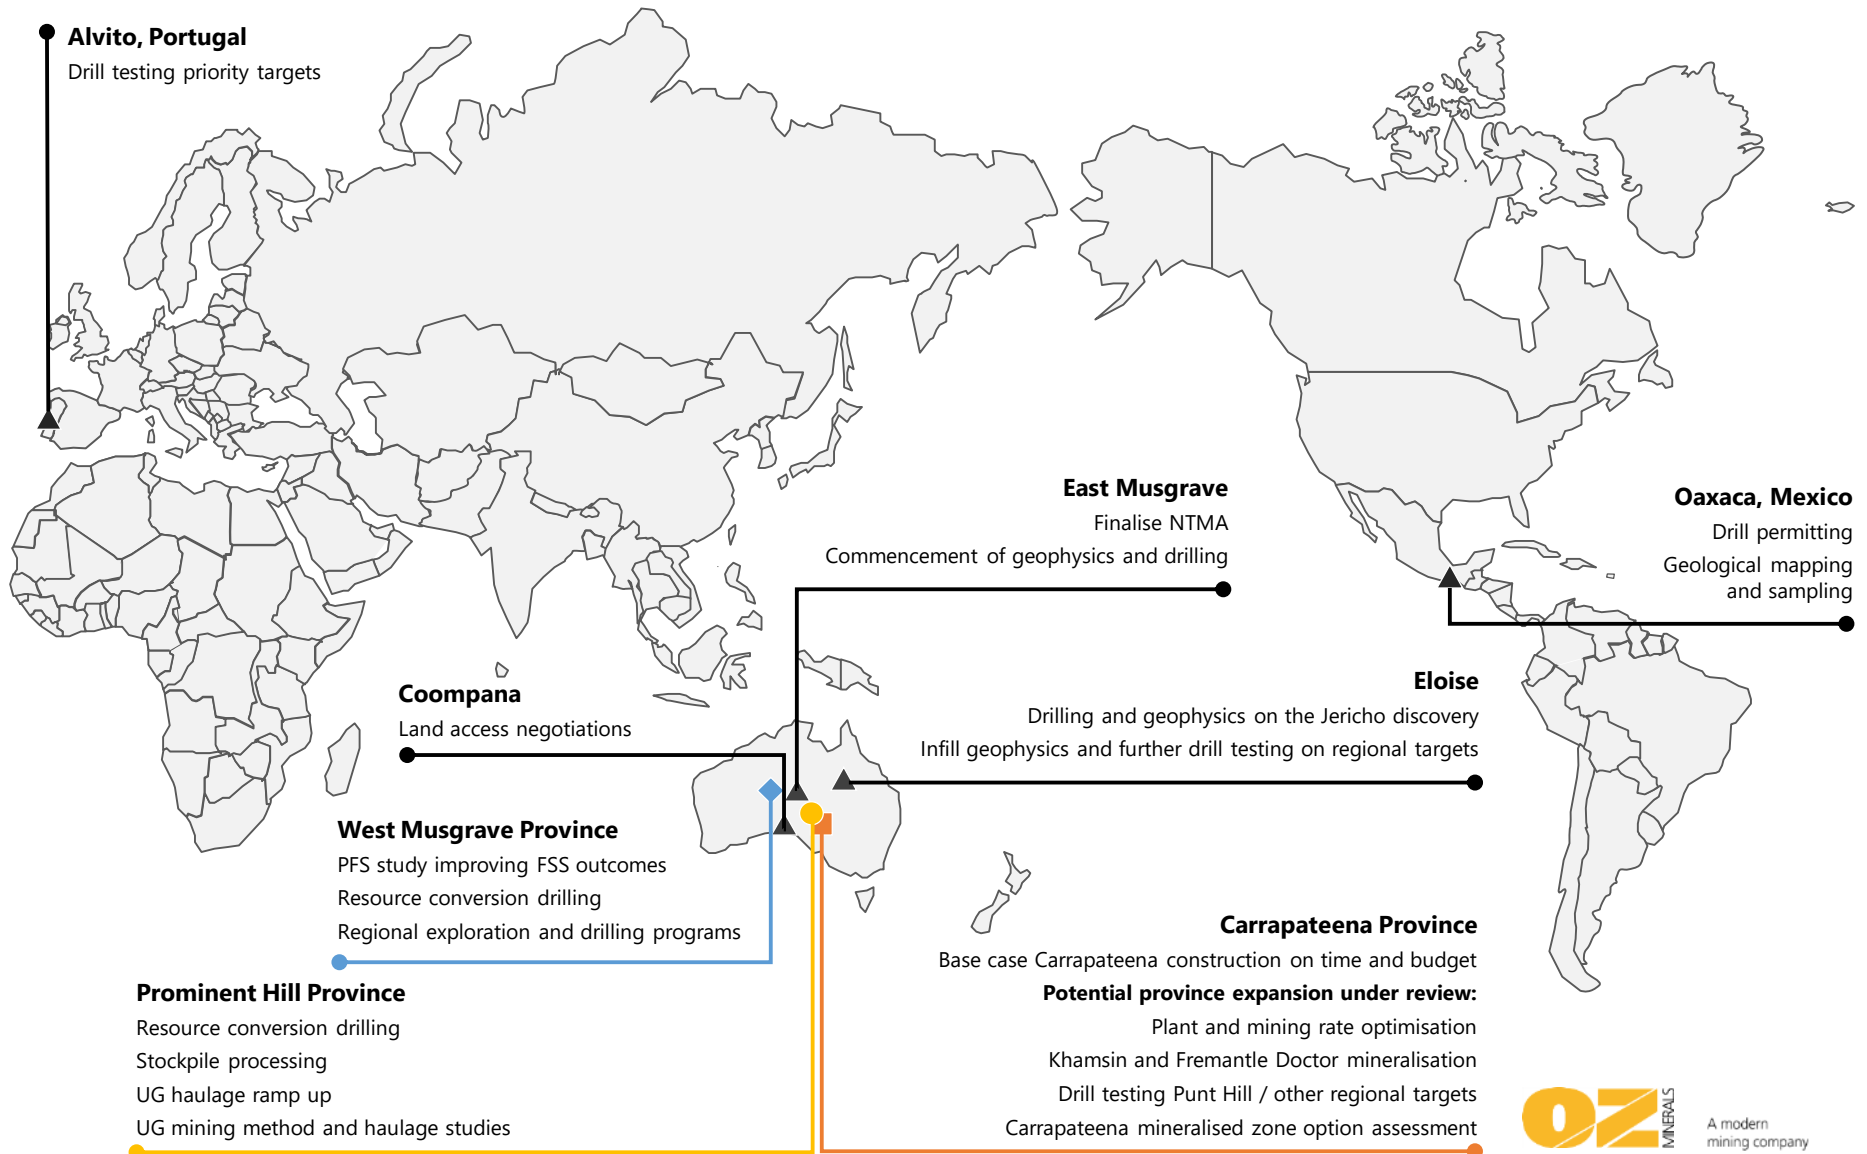 Alvito, Portugal
Drill testing priority targets
East Musgrave
Finalise NTMA
Commencement of geophysics and drilling
Oaxaca, Mexico
Drill permitting
Geological mapping
and sampling
Coompana
Land access negotiations
Eloise
Drilling and geophysics on the Jericho discovery
Infill geophysics and further drill testing on regional targets
West Musgrave Province
PFS study improving FSS outcomes
Resource conversion drilling
Regional exploration and drilling programs
Prominent Hill Province
Resource conversion drilling
Stockpile processing
UG haulage ramp up
UG mining method and haulage studies
Carrapateena Province
Base case Carrapateena construction on time and budget
Potential province expansion under review:
Plant and mining rate optimisation
Khamsin and Fremantle Doctor mineralisation
Drill testing Punt Hill / other regional targets
Carrapateena mineralised zone option assessment
OZ
MINERALS
A modern
mining company